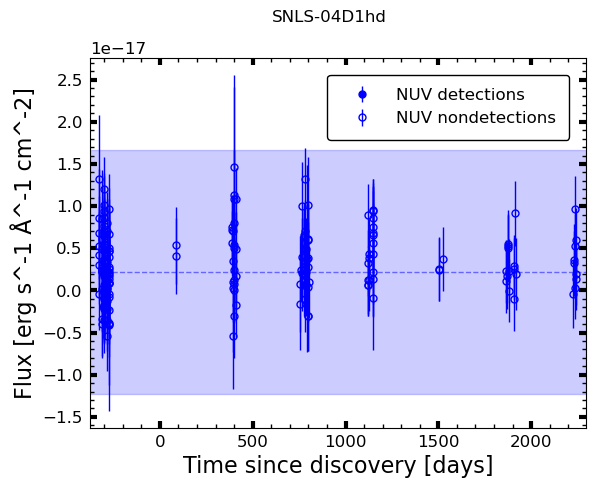 SNLS-04D1hd
1e−17
NUV detections
NUV nondetections
2.5
2.0
1.5
1.0
0.5
0.0
−0.5
−1.0
−1.5
Flux [erg s^-1 Å^-1 cm^-2]
0 500 1000 1500 2000
Time since discovery [days]